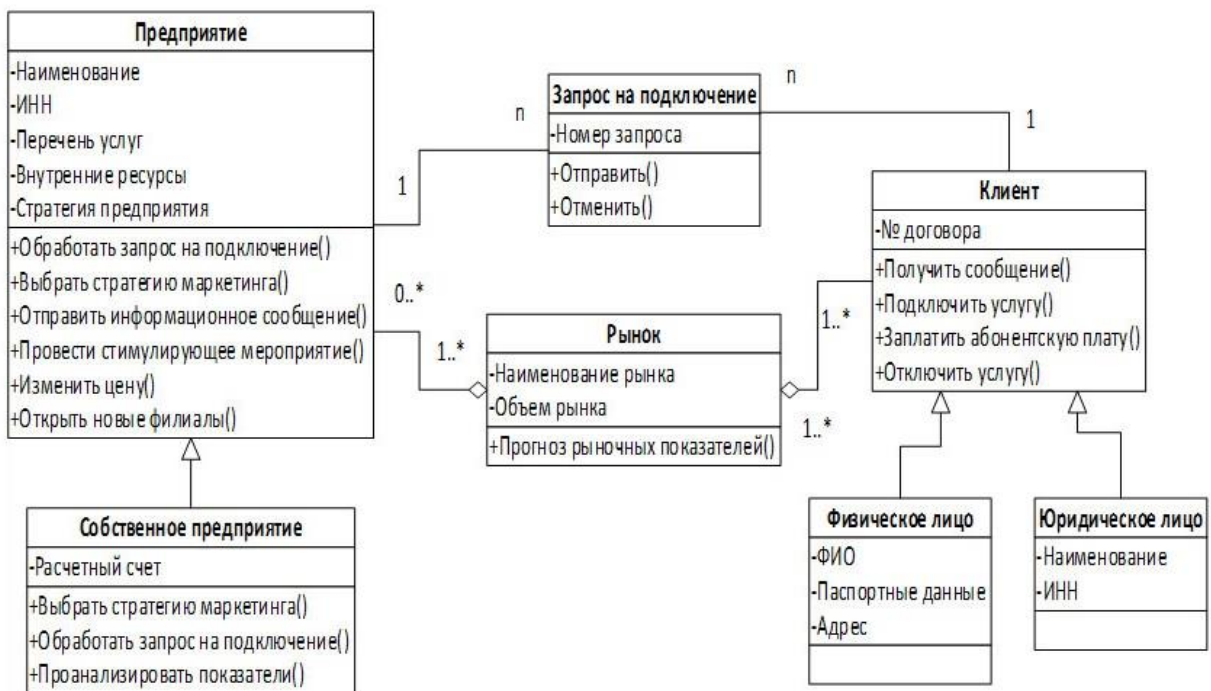 Предприятие
-Наименование
-ИНН
-Перечень услуг
-Внутренние ресурсы
-Стратегия предприятия
+Обработать запрос на подключение()
+Выбрать стратегию маркетинга()
+Отправить информационное сообщение()
+Провести стимулирующее мероприятие()
+Изменить цену()
+Открыть новые филиалы()
1
n
Запрос на подключение
-Номер запроса
+Отправить()
+Отменить()
n
1
Клиент
-№ договора
+Получить сообщение()
+Подключить услугу()
+Заплатить абонентскую плату()
+Отключить услугу()
0..*
1..*
Рынок
-Наименование рынка
-Объем рынка
+Прогноз рыночных показателей()
1..*
1..*
Собственное предприятие
-Расчетный счет
+Выбрать стратегию маркетинга()
+Обработать запрос на подключение()
+Проанализировать показатели()
Физическое лицо
-ФИО
-Паспортные данные
-Адрес
Юридическое лицо
-Наименование
-ИНН